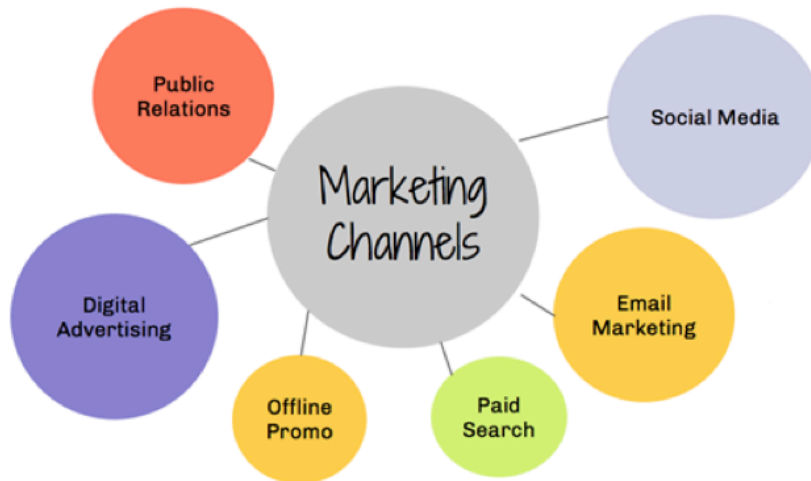 Public
Relations
Social Media
Marketing
Channels
Digital
Advertising
Email
Marketing
Offline
Promo
Paid
Search